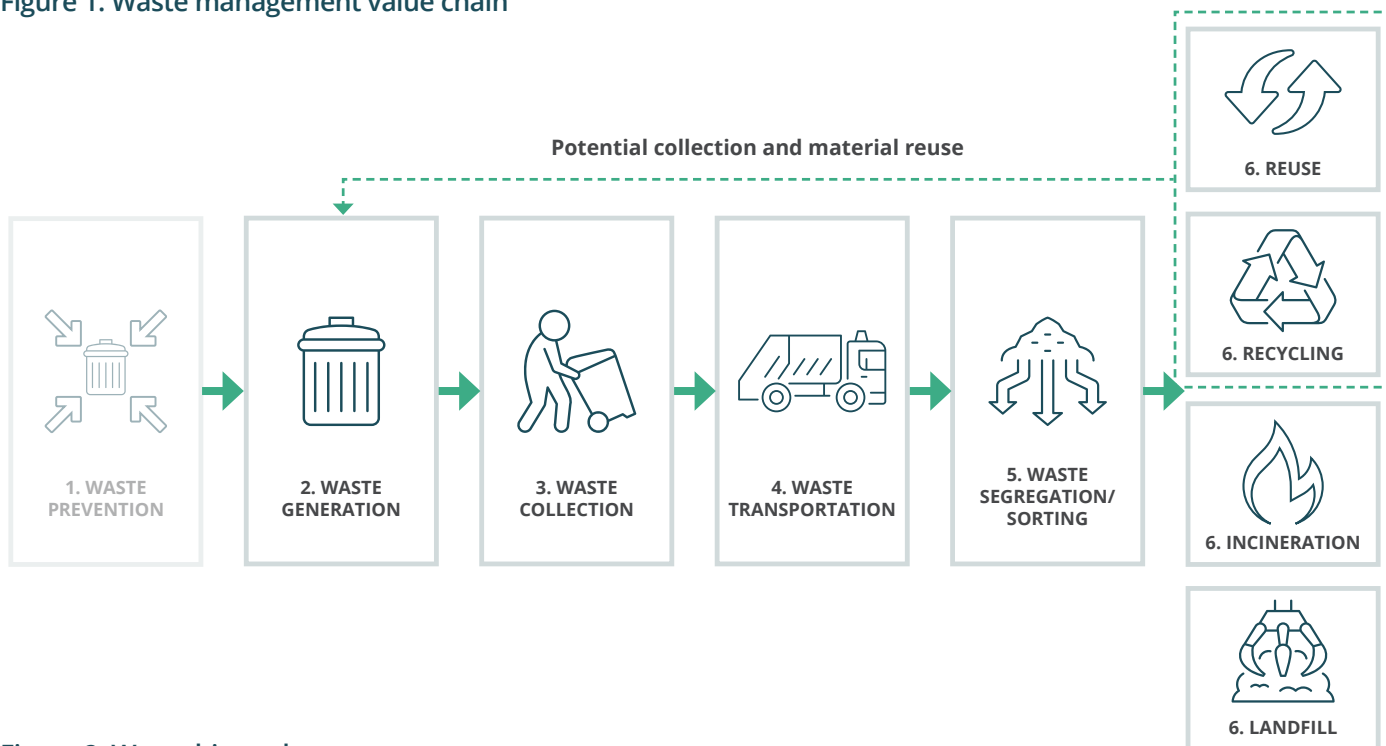 Figure 1. Waste management value chain
Potential collection and material reuse
1. WASTE
PREVENTION
2. WASTE
GENERATION
3. WASTE
COLLECTION
4. WASTE
TRANSPORTATION
5. WASTE
SEGREGATION/
SORTING
6. REUSE
6. RECYCLING
6. INCINERATION
6. LANDFILL